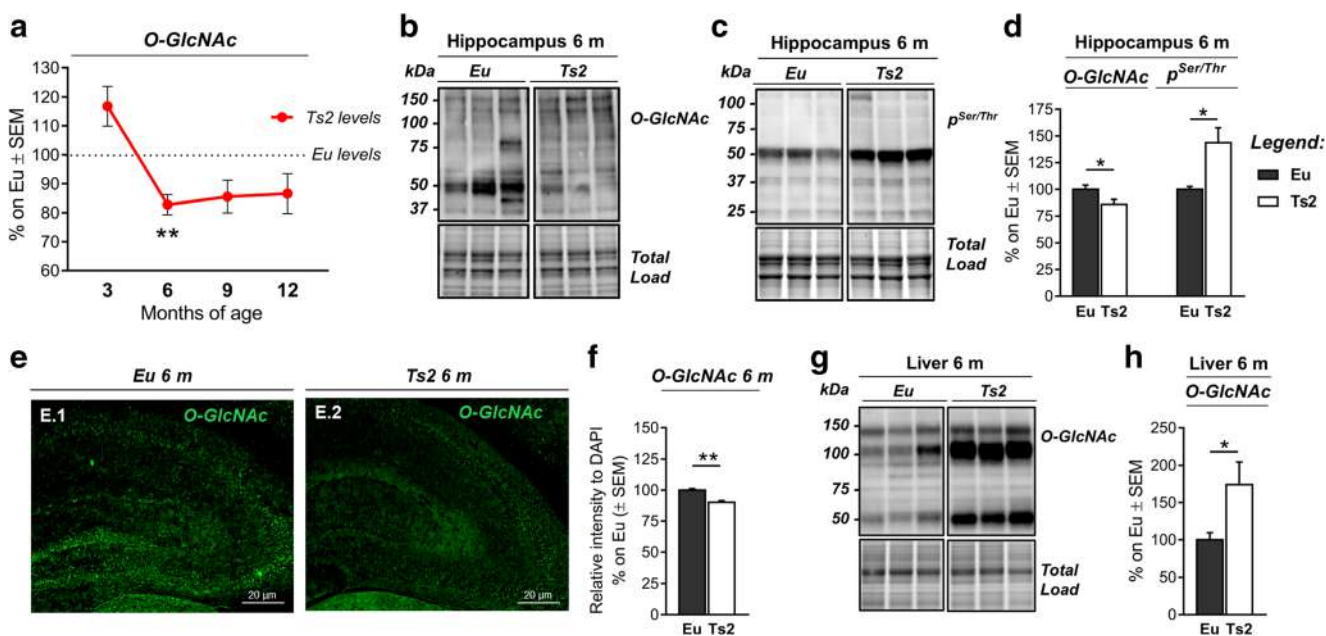 a
O-GlcNAc
% on Eu ± SEM
130
120
110
100
90
80
70
60
3 6 9 12
Months of age
Ts2 levels
Eu levels
**
b
Hippocampus 6 m
kDa
Eu Ts2
150
100
75
50
37
O-GlcNAc
Total
Load
c
Hippocampus 6 m
kDa
Eu Ts2
100
50
37
25
pSer/Thr
Total
Load
d
Hippocampus 6 m
O-GlcNAc pSer/Thr
% on Eu ± SEM
175
150
125
100
75
50
25
0
* *
Eu Ts2 Eu Ts2
Legend:
Eu
Ts2
e
Eu 6 m Ts2 6 m
E.1 O-GlcNAc
20 µm
E.2 O-GlcNAc
20 µm
f
O-GlcNAc 6 m
Relative intensity to DAPI
% on Eu (± SEM)
150
125
100
75
50
25
0
**
Eu Ts2
g
Liver 6 m
kDa
Eu Ts2
150
100
50
O-GlcNAc
Total
Load
h
Liver 6 m
O-GlcNAc
% on Eu ± SEM
250
200
150
100
50
0
*
Eu Ts2